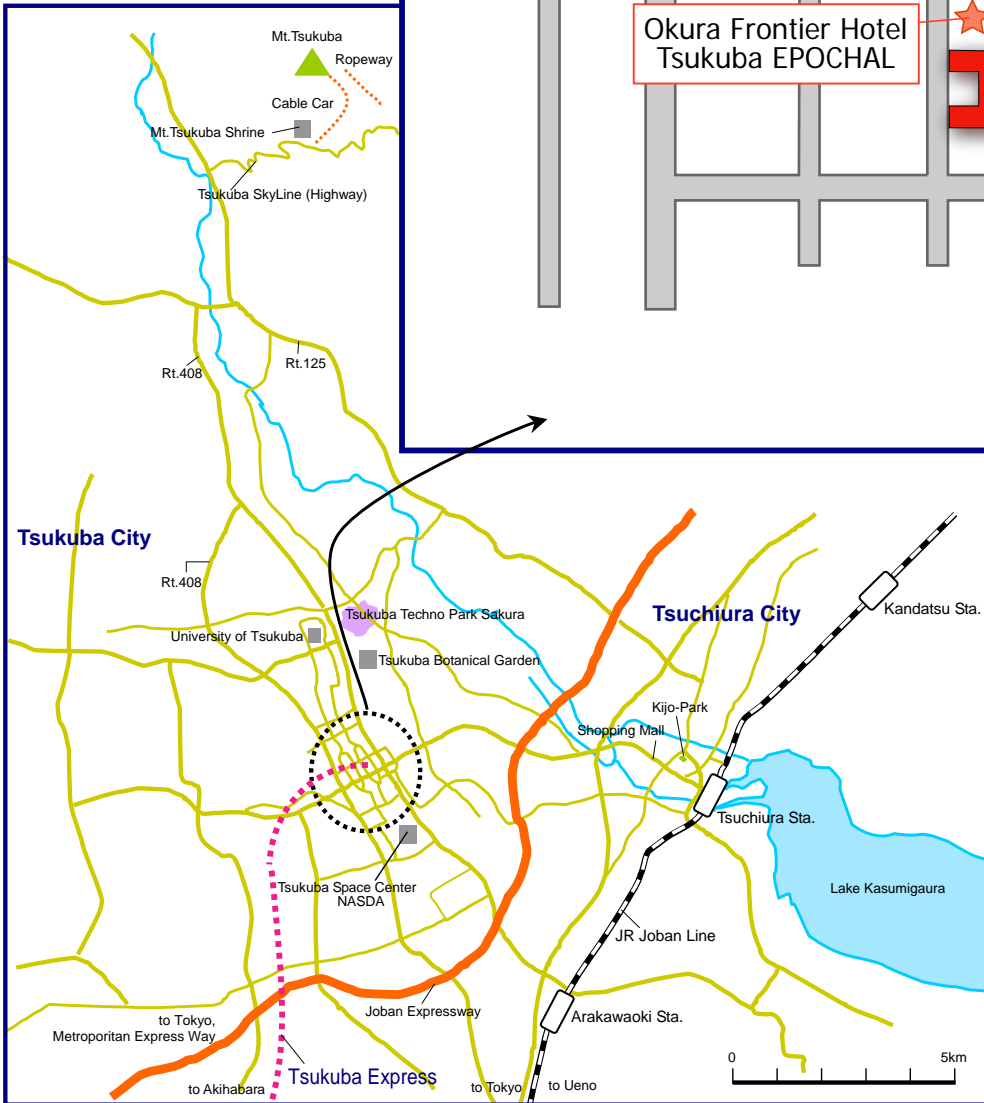 Okura Frontier Hotel
Tsukuba EPOCHAL
Mt.Tsukuba
Ropeway
Cable Car
Mt.Tsukuba Shrine
Tsukuba SkyLine (Highway)
Rt.408
Rt.125
Tsukuba City
Rt.408
Tsukuba Techno Park Sakura
University of Tsukuba
Tsukuba Botanical Garden
Tsuchiura City
Kandatsu Sta.
Kijo-Park
Shopping Mall
Tsuchiura Sta.
Tsukuba Space Center
NASDA
Lake Kasumigaura
JR Joban Line
Joban Expressway
Arakawaoki Sta.
to Tokyo,
Metroporitan Express Way
Tsukuba Express
to Akihabara
to Tokyo
to Ueno
0
5km